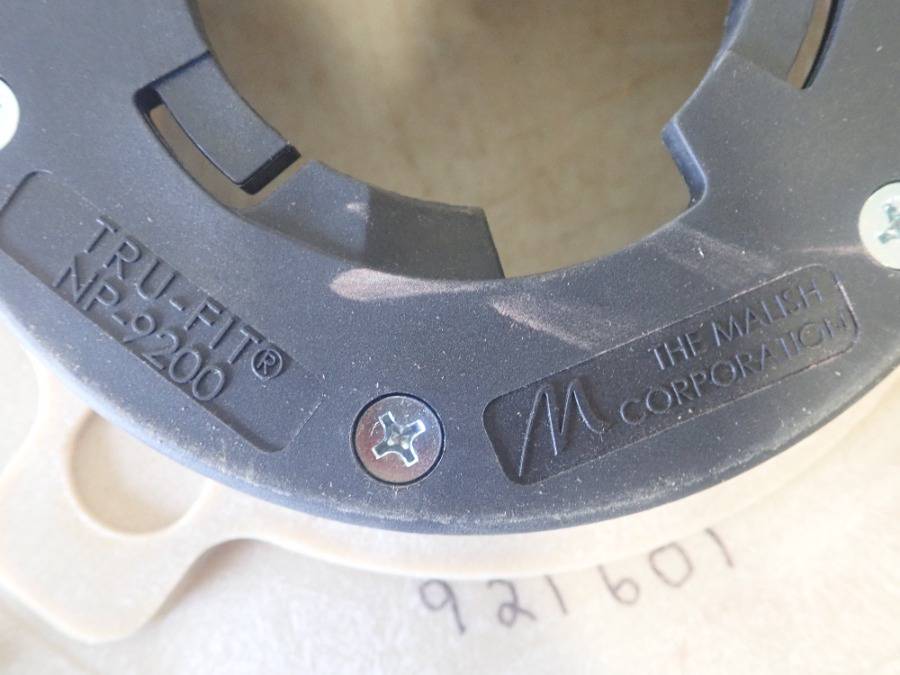 TRU-FIT®
NP-9200
M
THE MALISH
CORPORATION
921601